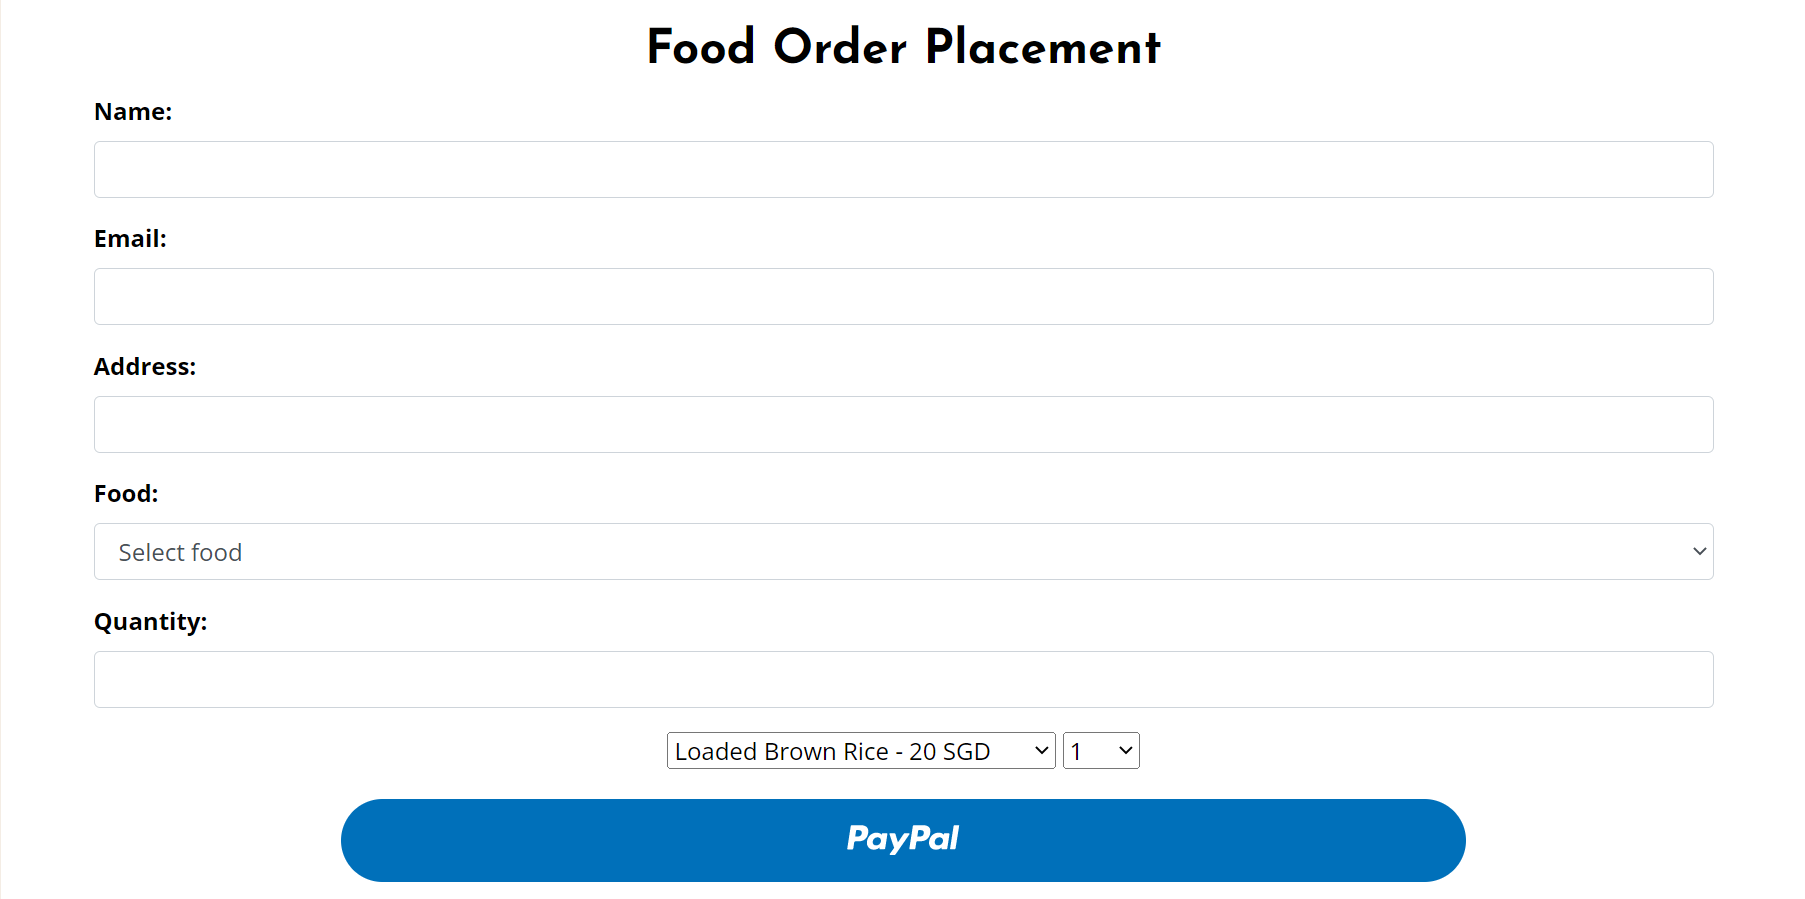 Food Order Placement
Name:
Email:
Address:
Food:
Select food
Quantity:
Loaded Brown Rice - 20 SGD 1
PayPal